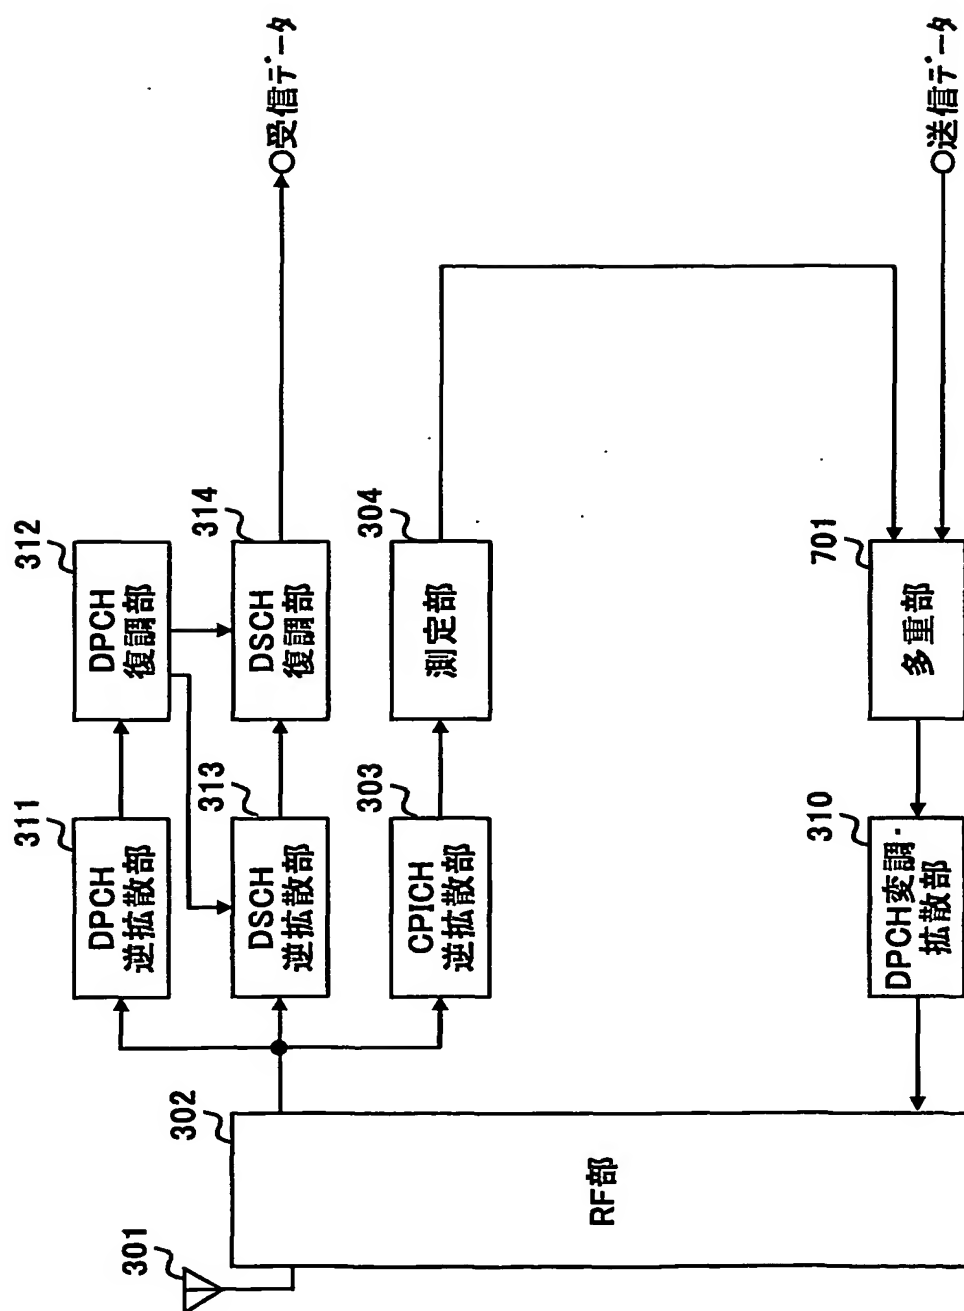 301
302
RF部
311
DPCH
逆拡散部
312
DPCH
復調部
313
DSCH
逆拡散部
314
DSCH
復調部
受信データ
303
CPICH
逆拡散部
304
測定部
310
DPCH変調・
拡散部
701
多重部
送信データ